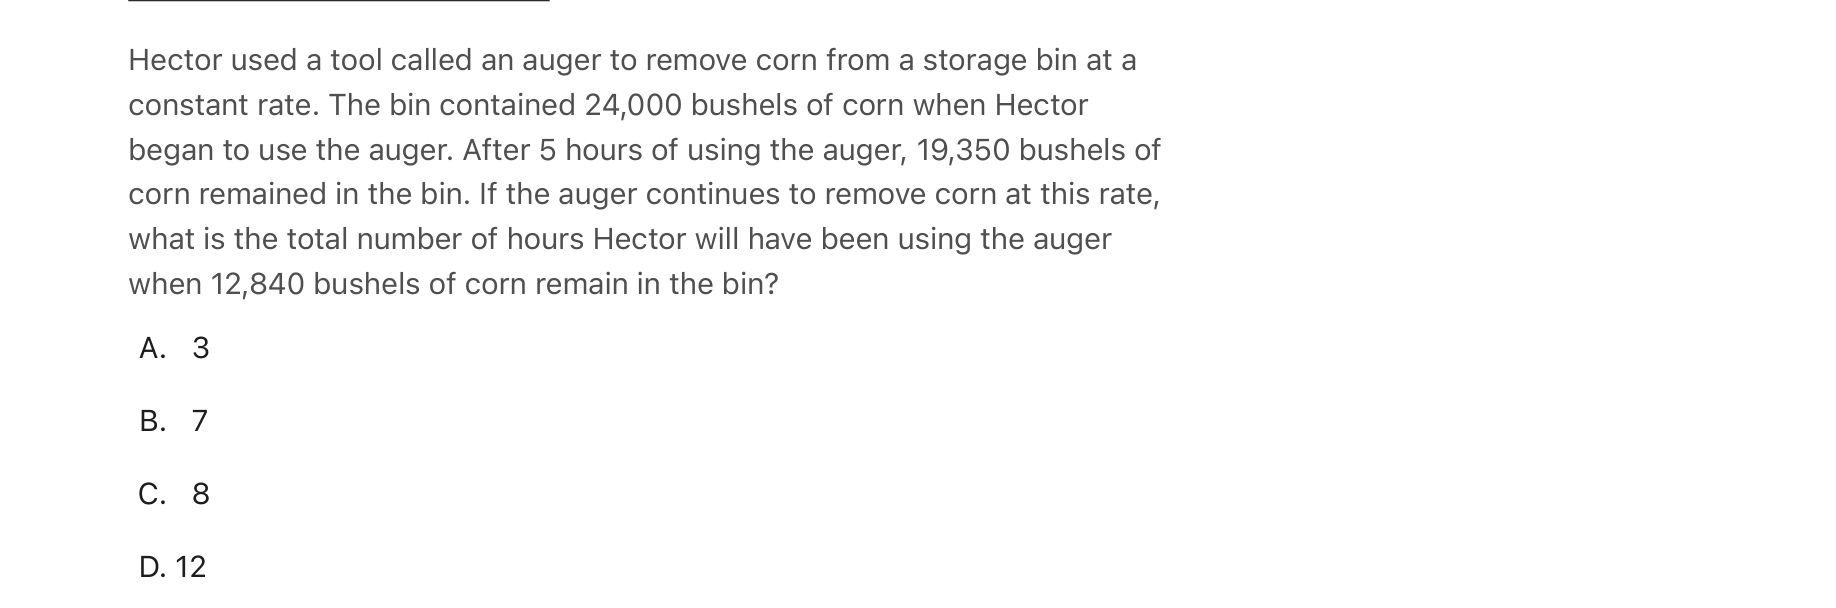 Hector used a tool called an auger to remove corn from a storage bin at a
constant rate. The bin contained 24,000 bushels of corn when Hector
began to use the auger. After 5 hours of using the auger, 19,350 bushels of
corn remained in the bin. If the auger continues to remove corn at this rate,
what is the total number of hours Hector will have been using the auger
when 12,840 bushels of corn remain in the bin?
A. 3
B. 7
C. 8
D. 12